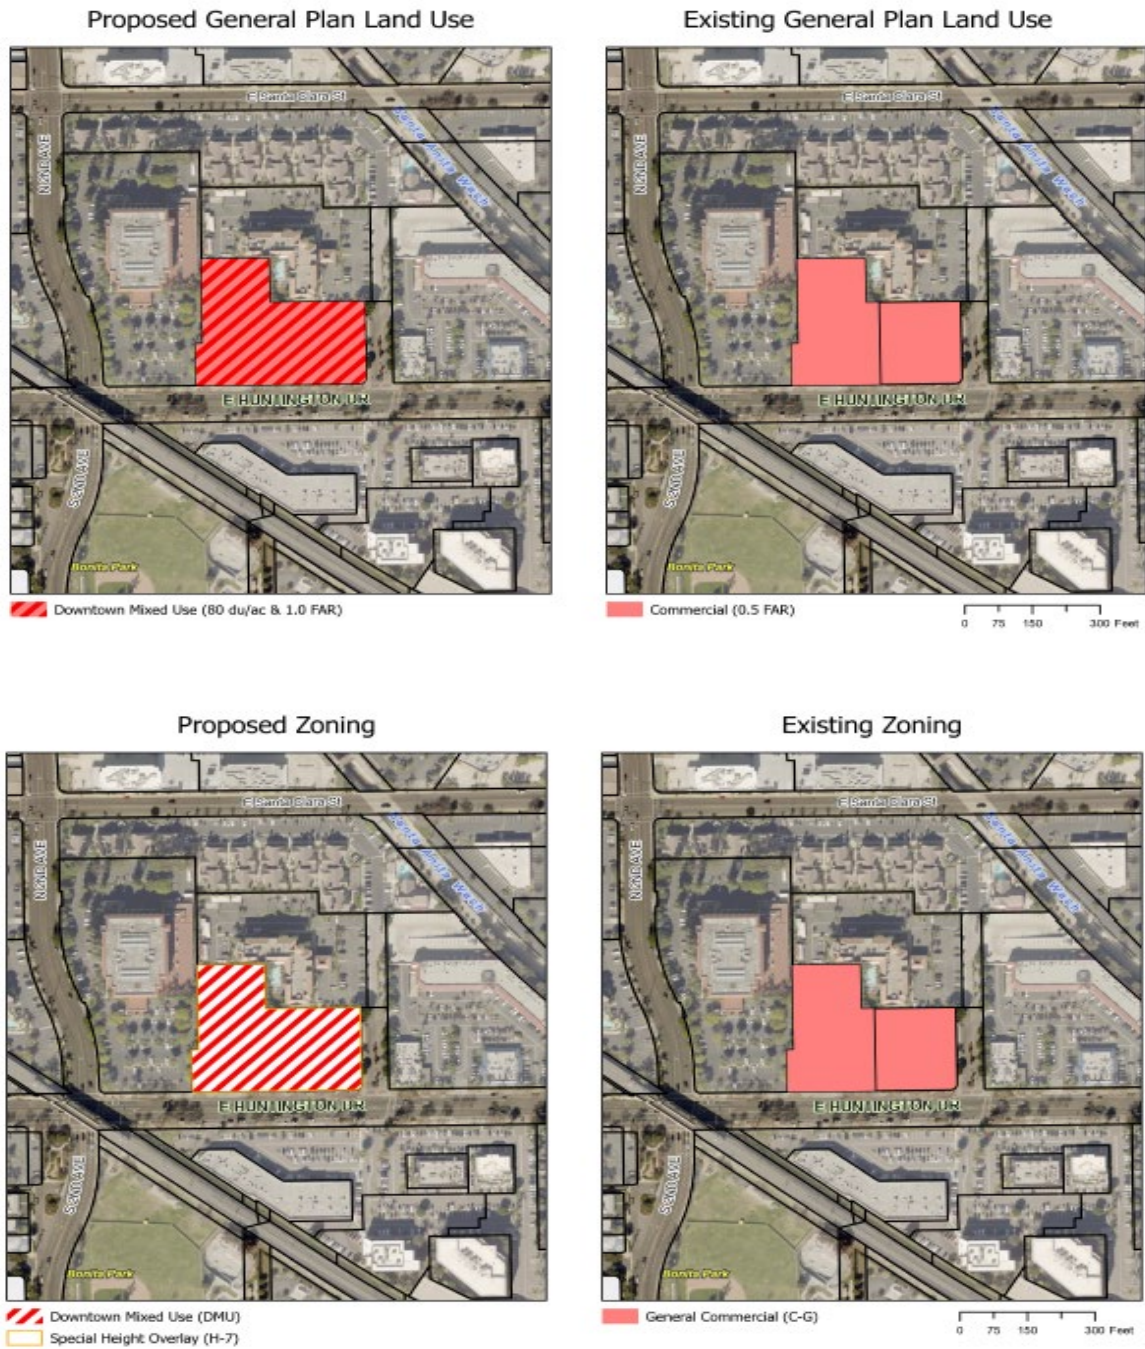 Proposed General Plan Land Use
Existing General Plan Land Use
E Santa Clara St
N 2ND AVE
Santa Anita Wash
E HUNTINGTON DR
S 2ND AVE
Bonita Park
E Santa Clara St
N 2ND AVE
Santa Anita Wash
E HUNTINGTON DR
S 2ND AVE
Bonita Park
Downtown Mixed Use (80 du/ac & 1.0 FAR)
Commercial (0.5 FAR)
0 75 150 300 Feet
Proposed Zoning
Existing Zoning
E Santa Clara St
N 2ND AVE
Santa Anita Wash
E HUNTINGTON DR
S 2ND AVE
Bonita Park
E Santa Clara St
N 2ND AVE
Santa Anita Wash
E HUNTINGTON DR
S 2ND AVE
Bonita Park
Downtown Mixed Use (DMU)
Special Height Overlay (H-7)
General Commercial (C-G)
0 75 150 300 Feet